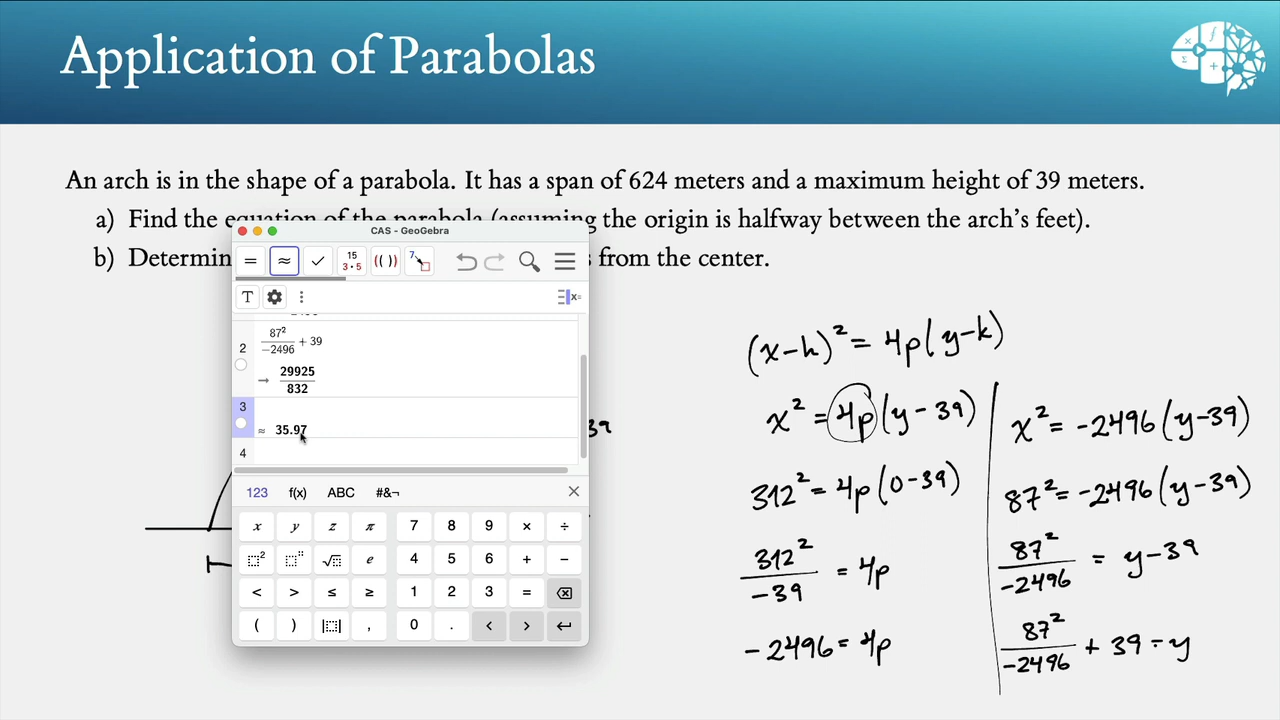 Application of Parabolas
An arch is in the shape of a parabola. It has a span of 624 meters and a maximum height of 39 meters.
a) Find the equation of the parabola (assuming the origin is halfway between the arch's feet).
b) Determin
from the center.
CAS - GeoGebra
= ≈ ✓ 15 3·5 (( )) 7
T x=
2 87²/−2496 + 39
→ 29925/832
3
≈ 35.97
4
39
123 f(x) ABC #&¬
x y z π 7 8 9 × ÷
□² □ √ e 4 5 6 + −
< > ≤ ≥ 1 2 3 =
( ) |□| , 0 . < >
(x-h)² = 4p(y-k)
x² = 4p(y-39)
312² = 4p(0-39)
312²/-39 = 4p
-2496 = 4p
x² = -2496(y-39)
87² = -2496(y-39)
87²/-2496 = y-39
87²/-2496 + 39 = y